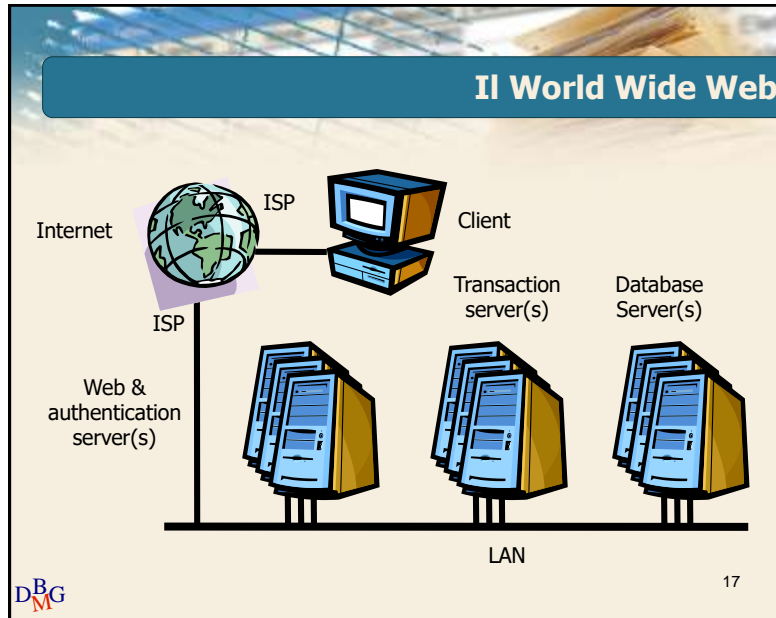 Il World Wide Web
ISP
Internet
Client
Transaction
server(s)
Database
Server(s)
ISP
Web &
authentication
server(s)
LAN
17
DBMG